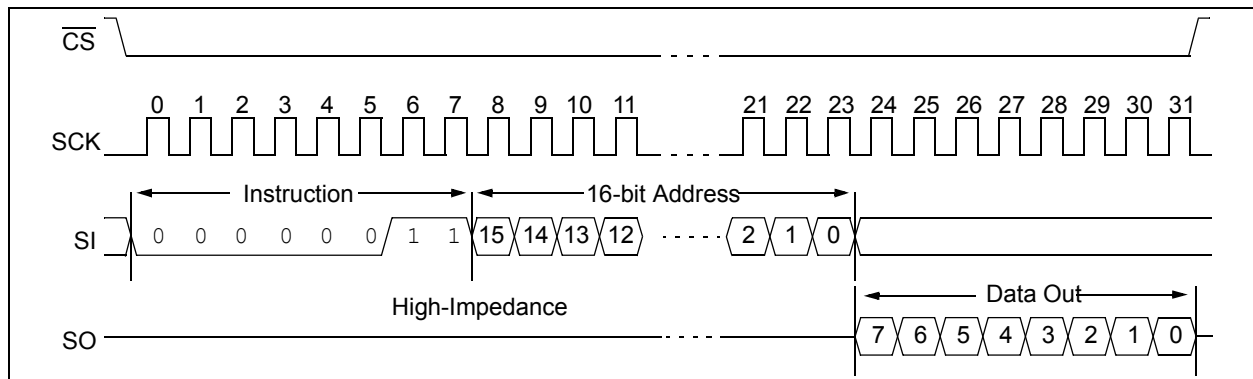 CS
0 1 2 3 4 5 6 7 8 9 10 11 21 22 23 24 25 26 27 28 29 30 31
SCK
Instruction 16-bit Address
SI 0 0 0 0 0 0 1 1 15 14 13 12 2 1 0
High-Impedance Data Out
SO 7 6 5 4 3 2 1 0